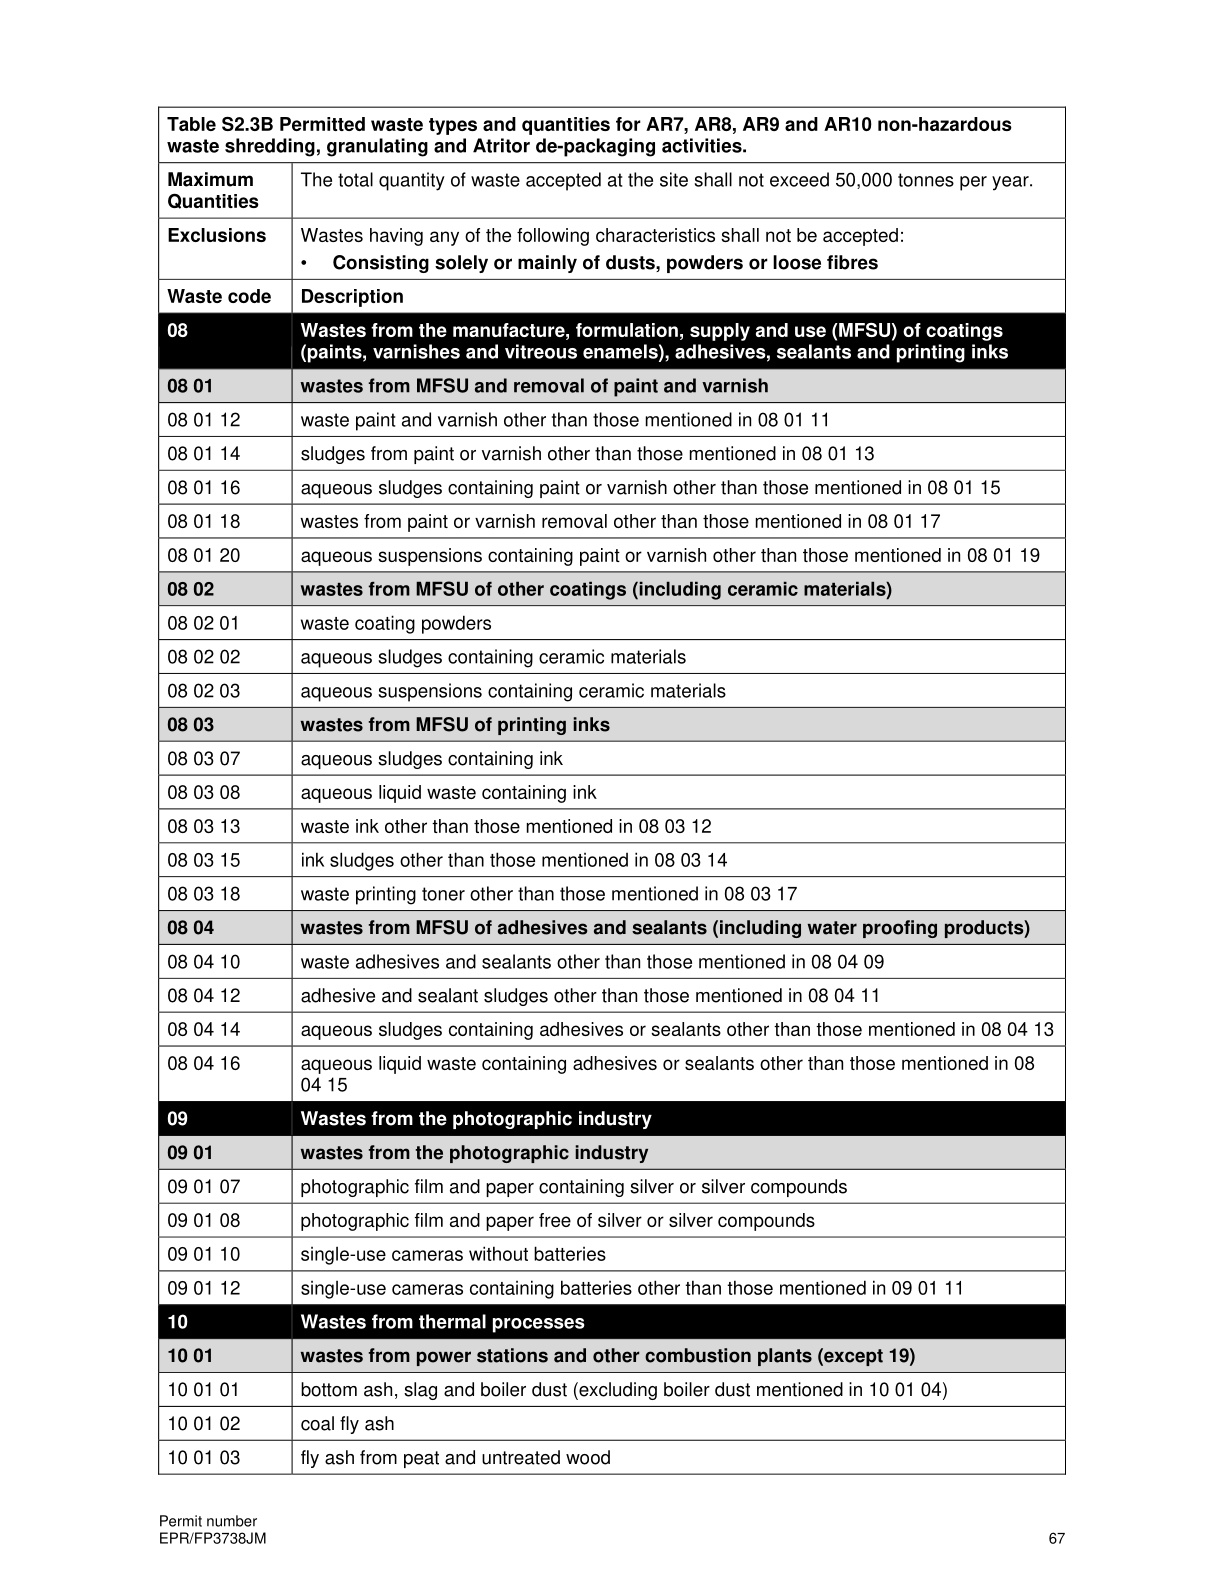 Table S2.3B Permitted waste types and quantities for AR7, AR8, AR9 and AR10 non-hazardous
waste shredding, granulating and Atritor de-packaging activities.
Maximum
Quantities
The total quantity of waste accepted at the site shall not exceed 50,000 tonnes per year.
Exclusions
Wastes having any of the following characteristics shall not be accepted:
• Consisting solely or mainly of dusts, powders or loose fibres
Waste code Description
08 Wastes from the manufacture, formulation, supply and use (MFSU) of coatings
(paints, varnishes and vitreous enamels), adhesives, sealants and printing inks
08 01 wastes from MFSU and removal of paint and varnish
08 01 12 waste paint and varnish other than those mentioned in 08 01 11
08 01 14 sludges from paint or varnish other than those mentioned in 08 01 13
08 01 16 aqueous sludges containing paint or varnish other than those mentioned in 08 01 15
08 01 18 wastes from paint or varnish removal other than those mentioned in 08 01 17
08 01 20 aqueous suspensions containing paint or varnish other than those mentioned in 08 01 19
08 02 wastes from MFSU of other coatings (including ceramic materials)
08 02 01 waste coating powders
08 02 02 aqueous sludges containing ceramic materials
08 02 03 aqueous suspensions containing ceramic materials
08 03 wastes from MFSU of printing inks
08 03 07 aqueous sludges containing ink
08 03 08 aqueous liquid waste containing ink
08 03 13 waste ink other than those mentioned in 08 03 12
08 03 15 ink sludges other than those mentioned in 08 03 14
08 03 18 waste printing toner other than those mentioned in 08 03 17
08 04 wastes from MFSU of adhesives and sealants (including water proofing products)
08 04 10 waste adhesives and sealants other than those mentioned in 08 04 09
08 04 12 adhesive and sealant sludges other than those mentioned in 08 04 11
08 04 14 aqueous sludges containing adhesives or sealants other than those mentioned in 08 04 13
08 04 16 aqueous liquid waste containing adhesives or sealants other than those mentioned in 08
04 15
09 Wastes from the photographic industry
09 01 wastes from the photographic industry
09 01 07 photographic film and paper containing silver or silver compounds
09 01 08 photographic film and paper free of silver or silver compounds
09 01 10 single-use cameras without batteries
09 01 12 single-use cameras containing batteries other than those mentioned in 09 01 11
10 Wastes from thermal processes
10 01 wastes from power stations and other combustion plants (except 19)
10 01 01 bottom ash, slag and boiler dust (excluding boiler dust mentioned in 10 01 04)
10 01 02 coal fly ash
10 01 03 fly ash from peat and untreated wood
Permit number
EPR/FP3738JM 67